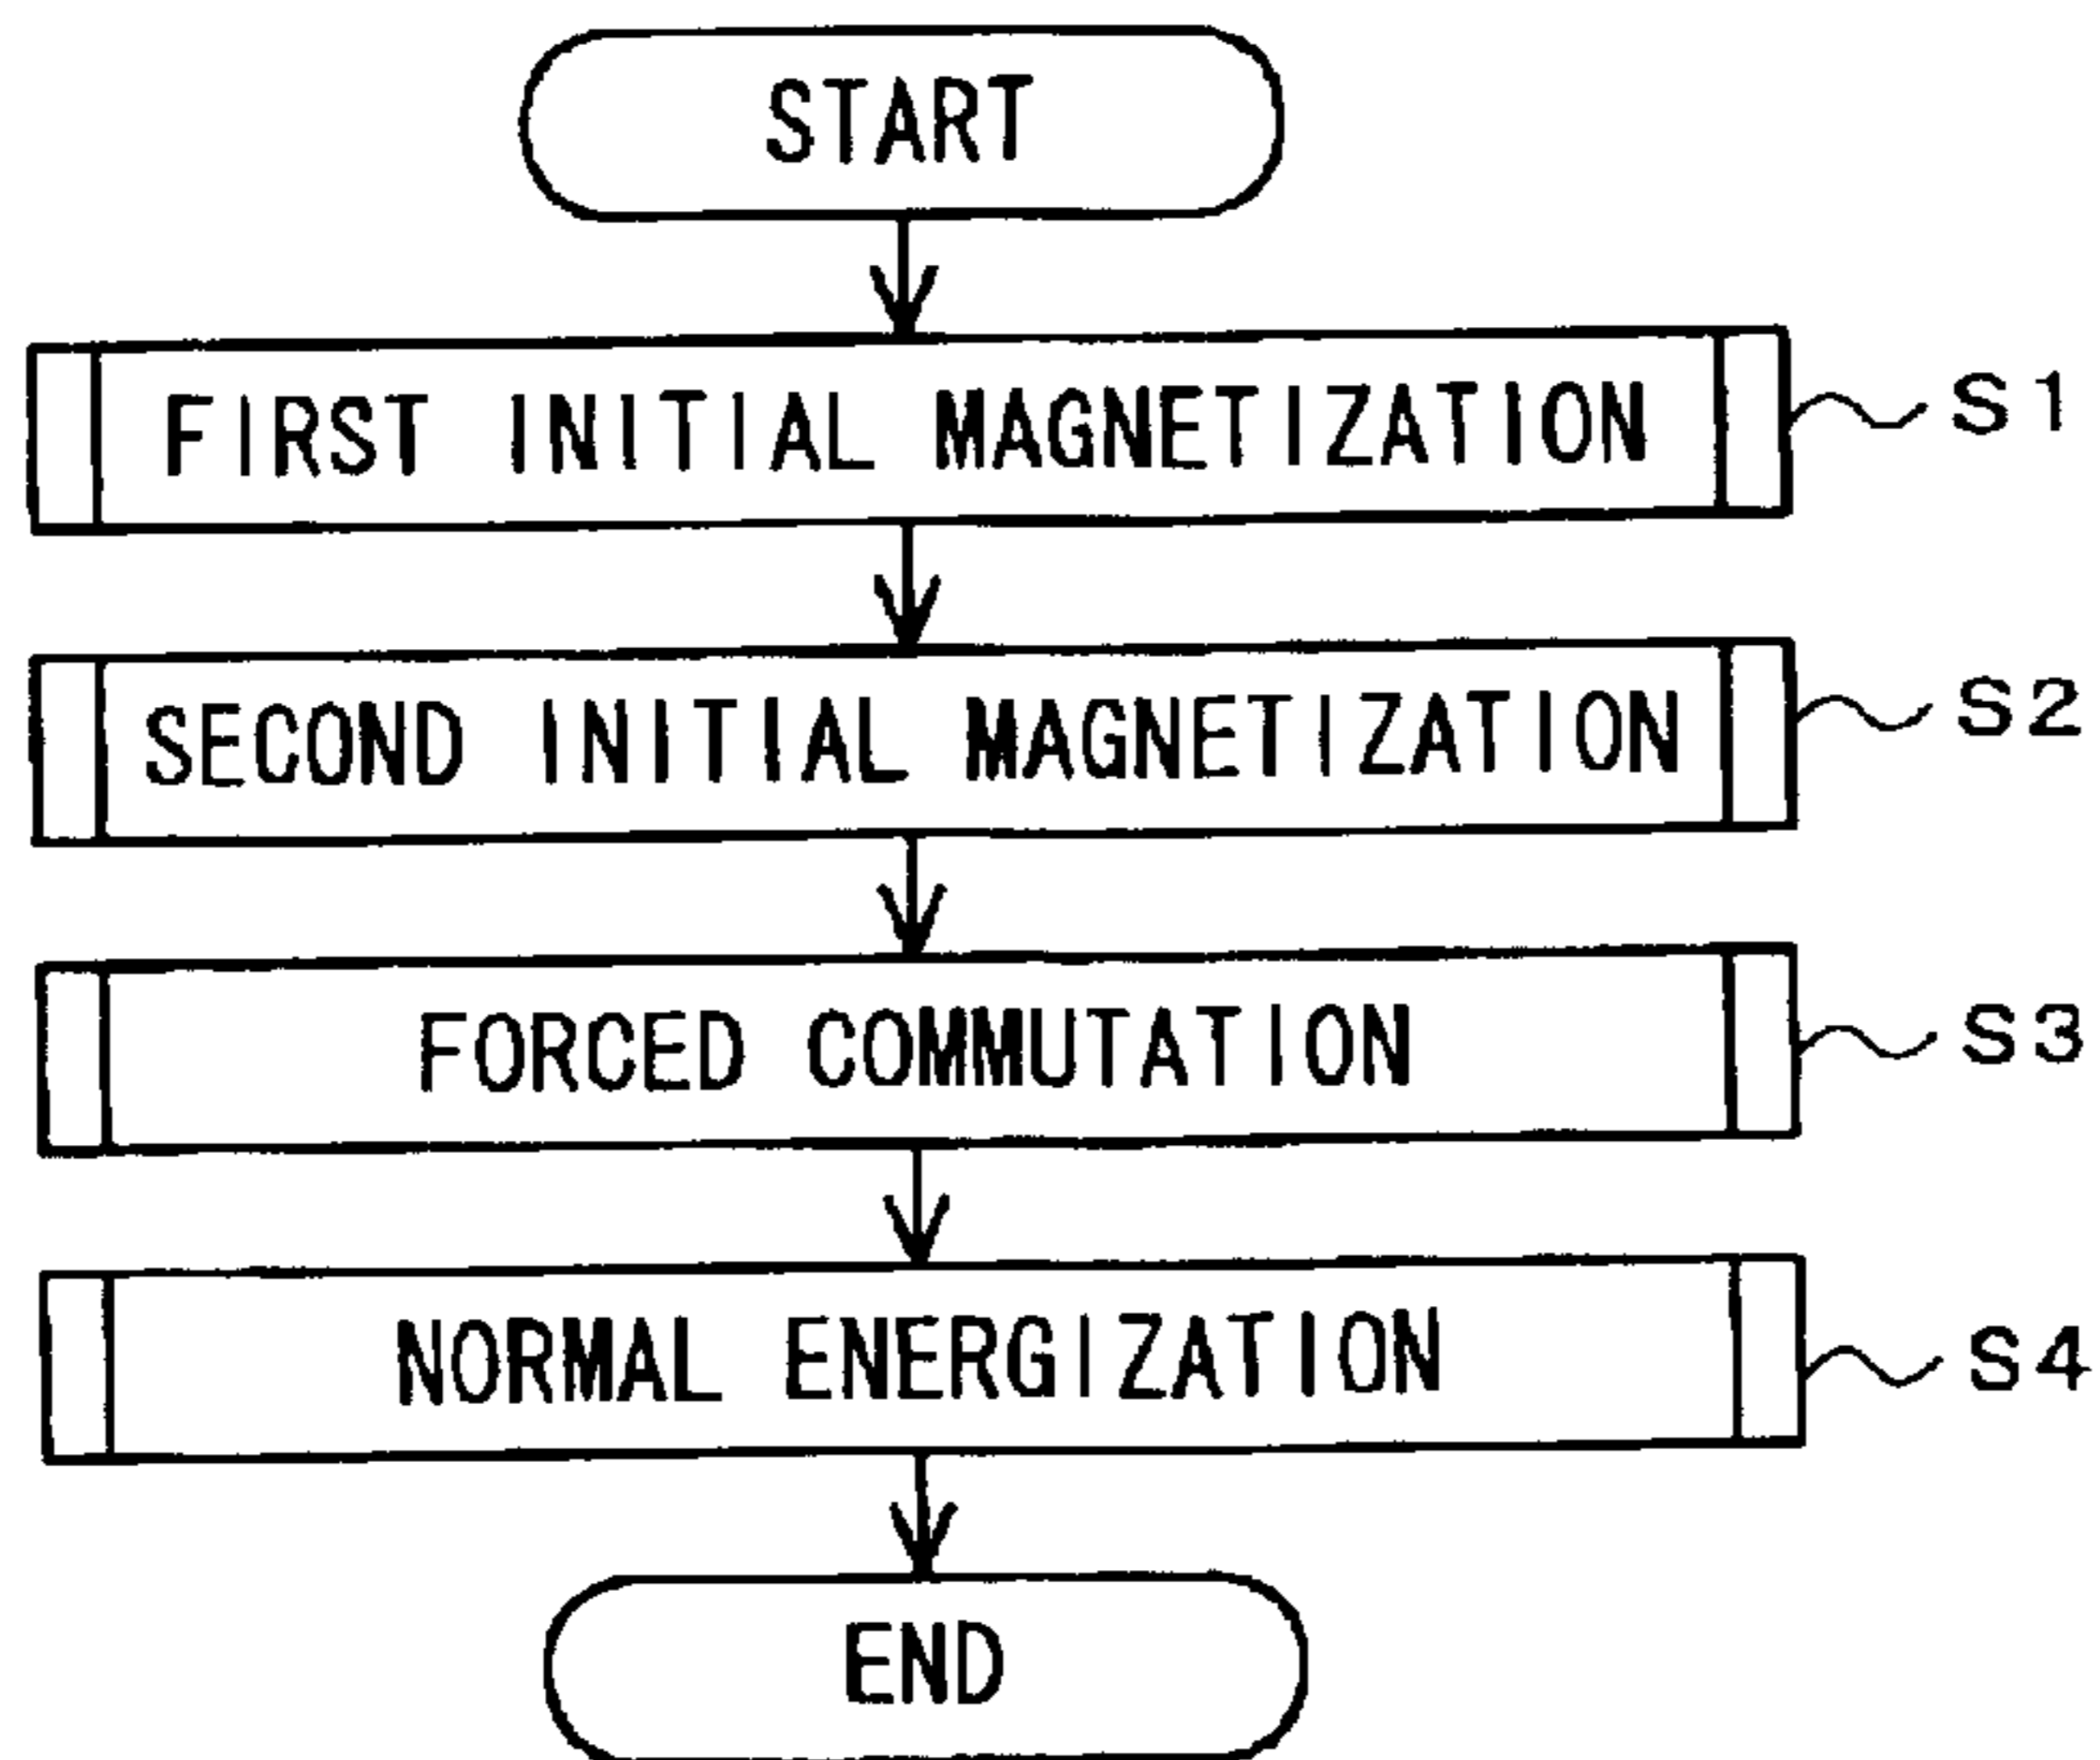 START
FIRST INITIAL MAGNETIZATION S1
SECOND INITIAL MAGNETIZATION S2
FORCED COMMUTATION S3
NORMAL ENERGIZATION S4
END